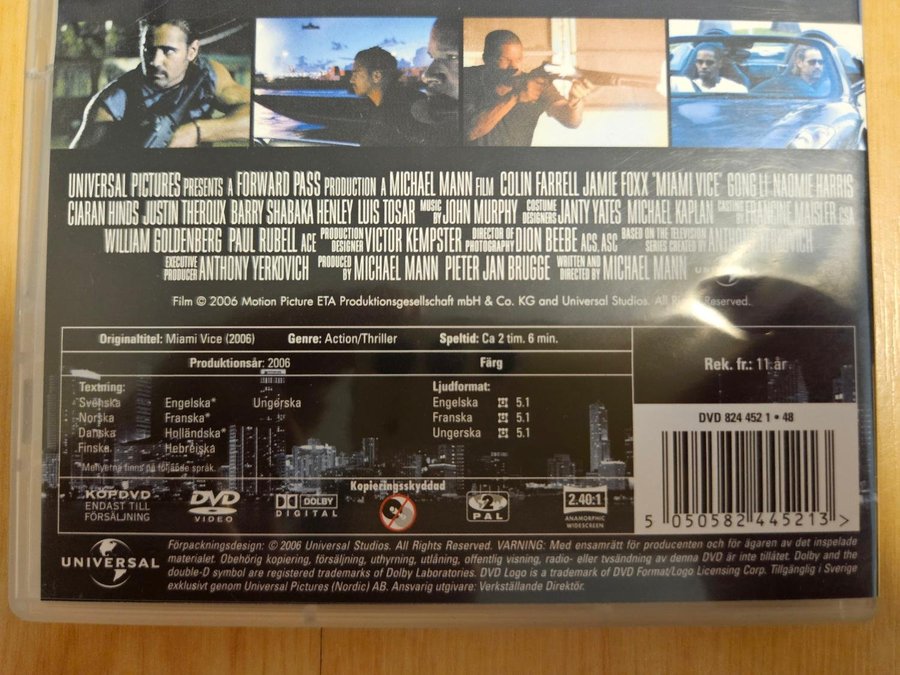 UNIVERSAL PICTURES PRESENTS A FORWARD PASS PRODUCTION A MICHAEL MANN FILM COLIN FARRELL JAMIE FOXX "MIAMI VICE" GONG LI NAOMIE HARRIS
CIARAN HINDS JUSTIN THEROUX BARRY SHABAKA HENLEY LUIS TOSAR MUSIC BY JOHN MURPHY COSTUME DESIGNERS JANTY YATES MICHAEL KAPLAN CASTING BY FRANCINE MAISLER CSA
WILLIAM GOLDENBERG PAUL RUBELL ACE PRODUCTION DESIGNER VICTOR KEMPSTER DIRECTOR OF PHOTOGRAPHY DION BEEBE ACS, ASC BASED ON THE TELEVISION SERIES CREATED BY ANTHONY YERKOVICH
EXECUTIVE PRODUCER ANTHONY YERKOVICH PRODUCED BY MICHAEL MANN PIETER JAN BRUGGE WRITTEN AND DIRECTED BY MICHAEL MANN UNIVERSAL
Film © 2006 Motion Picture ETA Produktionsgesellschaft mbH & Co. KG and Universal Studios. All Rights Reserved.
Originaltitel: Miami Vice (2006) Genre: Action/Thriller Speltid: Ca 2 tim. 6 min.
Produktionsår: 2006 Färg
Rek. fr.: 11 år
Textning:
Svenska Engelska* Ungerska
Norska Franska*
Danska Holländska*
Finska Hebreiska
*Menyerna finns på följande språk.
Ljudformat:
Engelska 5.1
Franska 5.1
Ungerska 5.1
DVD 824 452 1 • 48
5 050582 445213 >
Kopieringsskyddad
KÖPDVD
ENDAST TILL
FÖRSÄLJNING
DVD
VIDEO
DOLBY
DIGITAL
2
PAL
2.40:1
ANAMORPHIC
WIDESCREEN
UNIVERSAL
Förpackningsdesign: © 2006 Universal Studios. All Rights Reserved. VARNING: Med ensamrätt för producenten och för ägaren av det inspelade
materialet. Obehörig kopiering, försäljning, uthyrning, utlåning, offentlig visning, radio- eller tvsändning av denna DVD är inte tillåtet. Dolby and the
double-D symbol are registered trademarks of Dolby Laboratories. DVD Logo is a trademark of DVD Format/Logo Licensing Corp. Tillgänglig i Sverige
exklusivt genom Universal Pictures (Nordic) AB. Ansvarig utgivare: Verkställande Direktör.